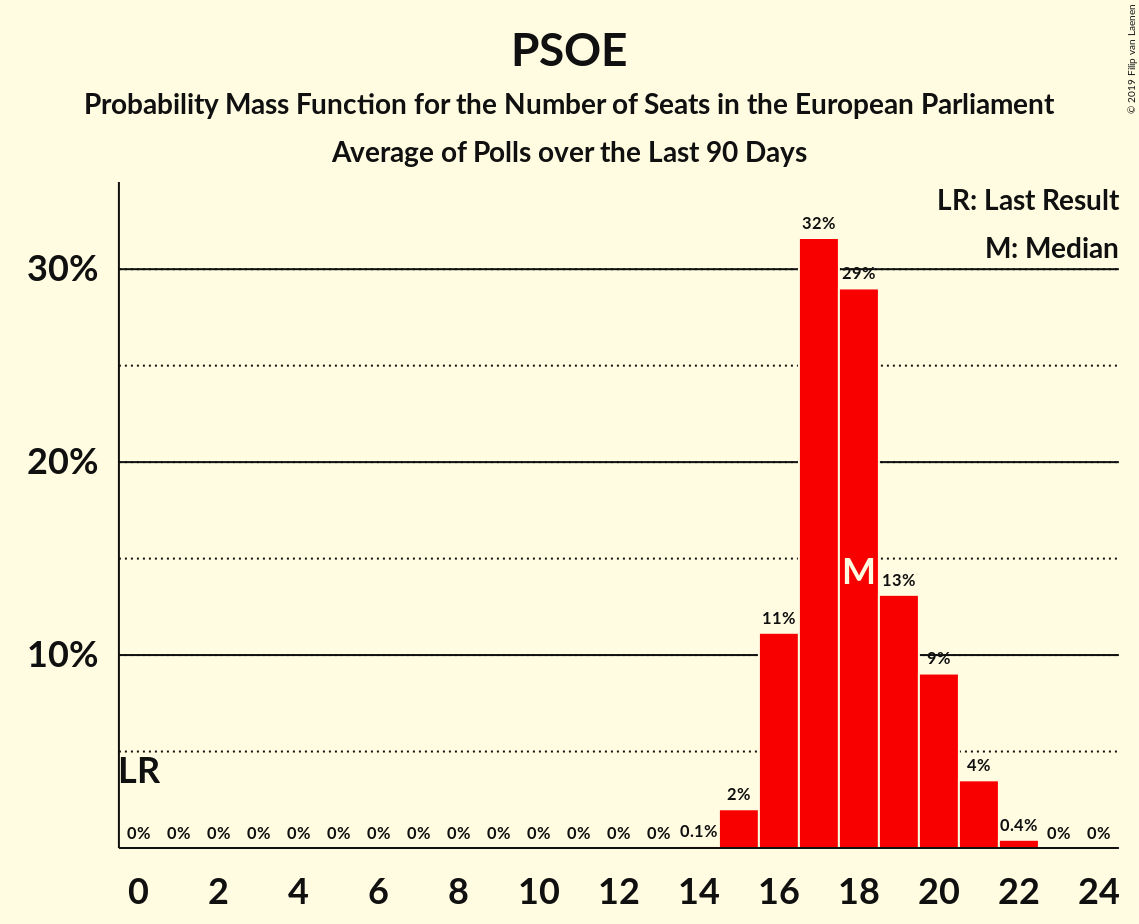 PSOE
Probability Mass Function for the Number of Seats in the European Parliament
Average of Polls over the Last 90 Days
© 2019 Filip van Laenen
LR: Last Result
M: Median
30%
20%
10%
32%
29%
M
13%
11%
9%
LR
4%
2%
0% 0% 0% 0% 0% 0% 0% 0% 0% 0% 0% 0% 0% 0% 0.1% 0.4% 0% 0%
0 2 4 6 8 10 12 14 16 18 20 22 24